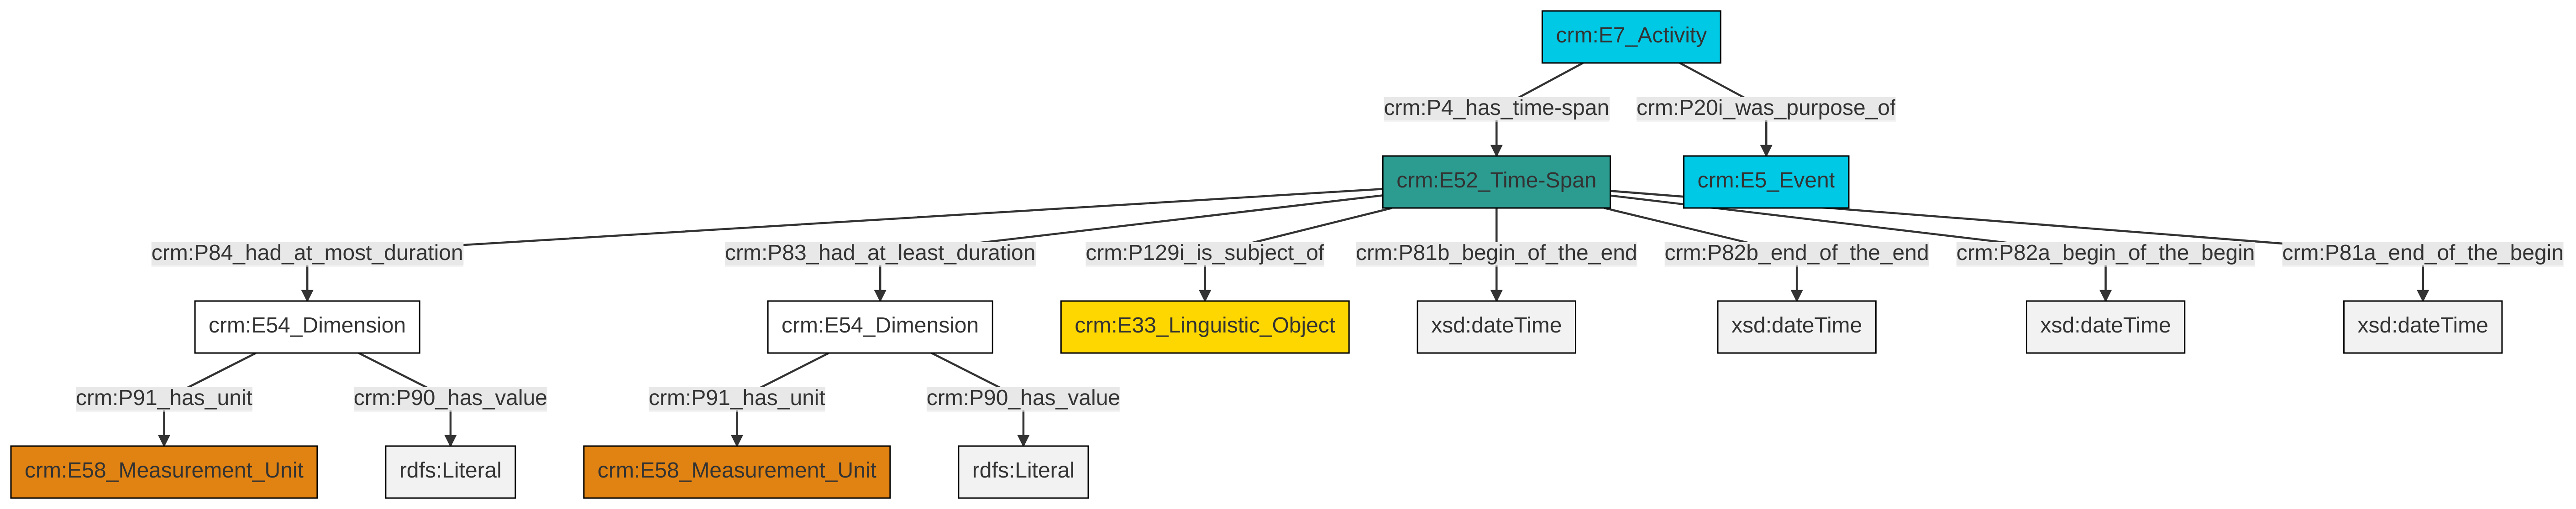 crm:E7_Activity
crm:P4_has_time-span
crm:P20i_was_purpose_of
crm:E52_Time-Span
crm:E5_Event
crm:P84_had_at_most_duration
crm:P83_had_at_least_duration
crm:P129i_is_subject_of
crm:P81b_begin_of_the_end
crm:P82b_end_of_the_end
crm:P82a_begin_of_the_begin
crm:P81a_end_of_the_begin
crm:E54_Dimension
crm:E54_Dimension
crm:E33_Linguistic_Object
xsd:dateTime
xsd:dateTime
xsd:dateTime
xsd:dateTime
crm:P91_has_unit
crm:P90_has_value
crm:P91_has_unit
crm:P90_has_value
crm:E58_Measurement_Unit
rdfs:Literal
crm:E58_Measurement_Unit
rdfs:Literal